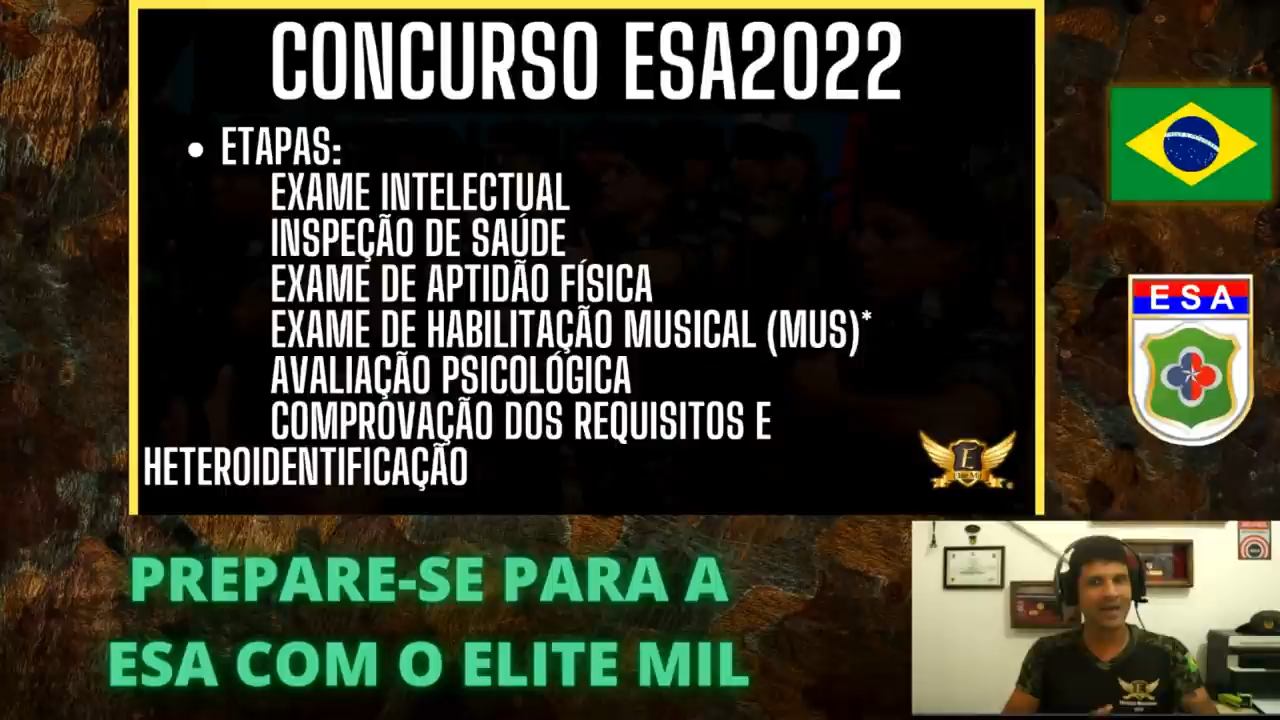 CONCURSO ESA2022
• ETAPAS:
EXAME INTELECTUAL
INSPEÇÃO DE SAÚDE
EXAME DE APTIDÃO FÍSICA
EXAME DE HABILITAÇÃO MUSICAL (MUS)*
AVALIAÇÃO PSICOLÓGICA
COMPROVAÇÃO DOS REQUISITOS E
HETEROIDENTIFICAÇÃO
E
ESA
PREPARE-SE PARA A
ESA COM O ELITE MIL